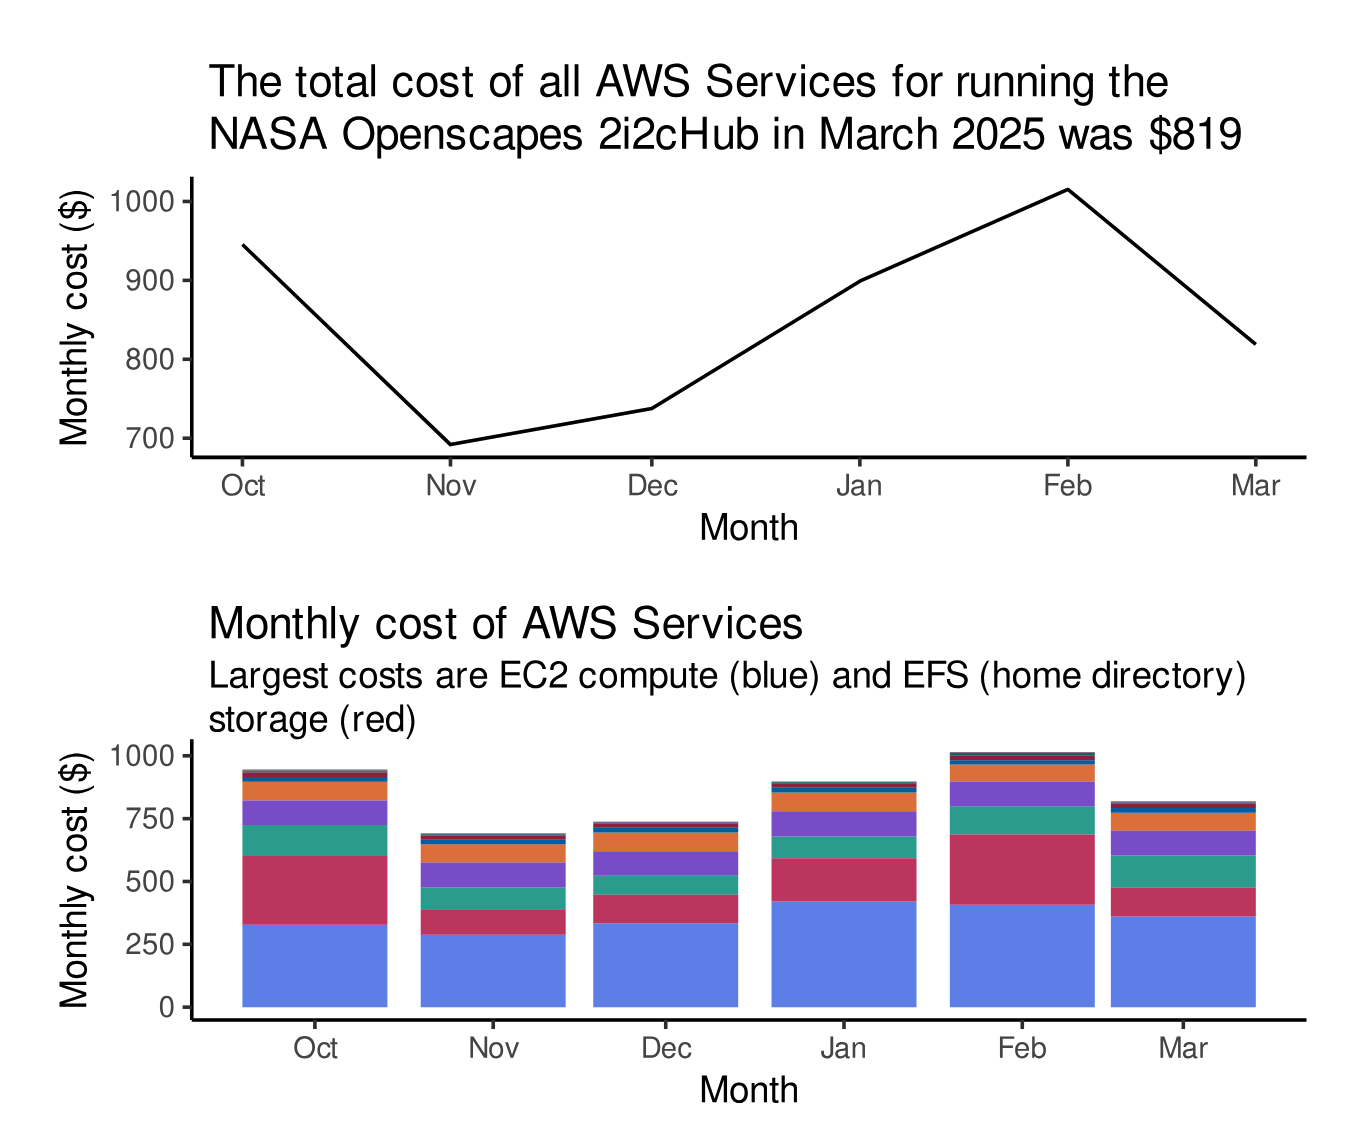 The total cost of all AWS Services for running the
NASA Openscapes 2i2cHub in March 2025 was $819
Monthly cost ($)
1000
900
800
700
Oct Nov Dec Jan Feb Mar
Month
Monthly cost of AWS Services
Largest costs are EC2 compute (blue) and EFS (home directory)
storage (red)
Monthly cost ($)
1000
750
500
250
0
Oct Nov Dec Jan Feb Mar
Month